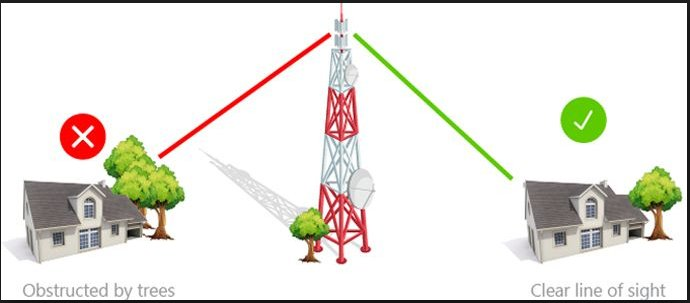 Obstructed by trees
Clear line of sight